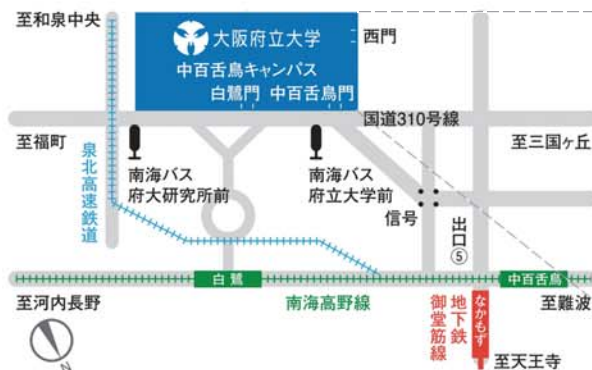 至和泉中央
大阪府立大学
西門
中百舌鳥キャンパス
白鷺門 中百舌鳥門
国道310号線
至福町
至三国ヶ丘
泉北高速鉄道
南海バス
府大研究所前
南海バス
府立大学前
信号
出口⑤
白鷺
中百舌鳥
至河内長野
南海高野線
地下鉄
御堂筋線
なかもず
至難波
至天王寺
N